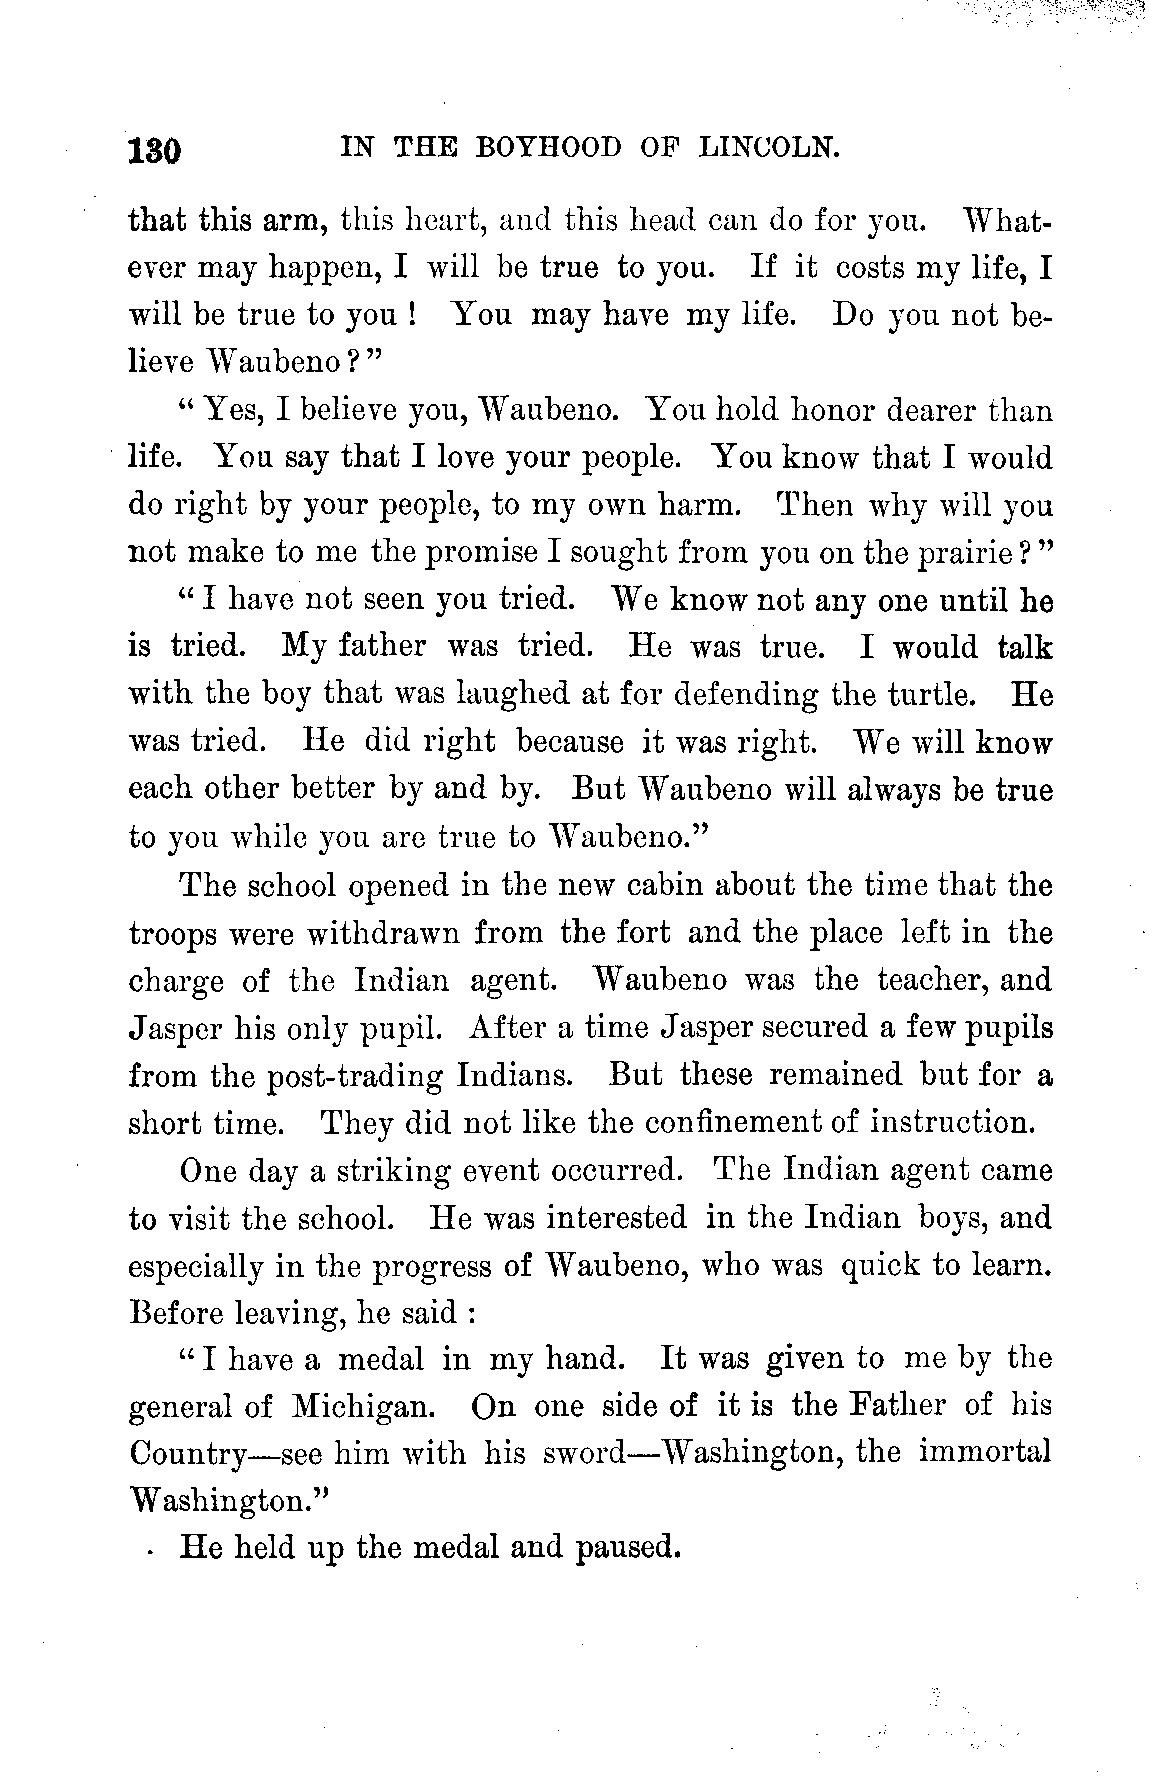 130 IN THE BOYHOOD OF LINCOLN.
that this arm, this heart, and this head can do for you. What-
ever may happen, I will be true to you. If it costs my life, I
will be true to you ! You may have my life. Do you not be-
lieve Waubeno ? ”
“ Yes, I believe you, Waubeno. You hold honor dearer than
life. You say that I love your people. You know that I would
do right by your people, to my own harm. Then why will you
not make to me the promise I sought from you on the prairie ? ”
“ I have not seen you tried. We know not any one until he
is tried. My father was tried. He was true. I would talk
with the boy that was laughed at for defending the turtle. He
was tried. He did right because it was right. We will know
each other better by and by. But Waubeno will always be true
to you while you are true to Waubeno.”
The school opened in the new cabin about the time that the
troops were withdrawn from the fort and the place left in the
charge of the Indian agent. Waubeno was the teacher, and
Jasper his only pupil. After a time Jasper secured a few pupils
from the post-trading Indians. But these remained but for a
short time. They did not like the confinement of instruction.
One day a striking event occurred. The Indian agent came
to visit the school. He was interested in the Indian boys, and
especially in the progress of Waubeno, who was quick to learn.
Before leaving, he said :
“ I have a medal in my hand. It was given to me by the
general of Michigan. On one side of it is the Father of his
Country—see him with his sword—Washington, the immortal
Washington.”
He held up the medal and paused.